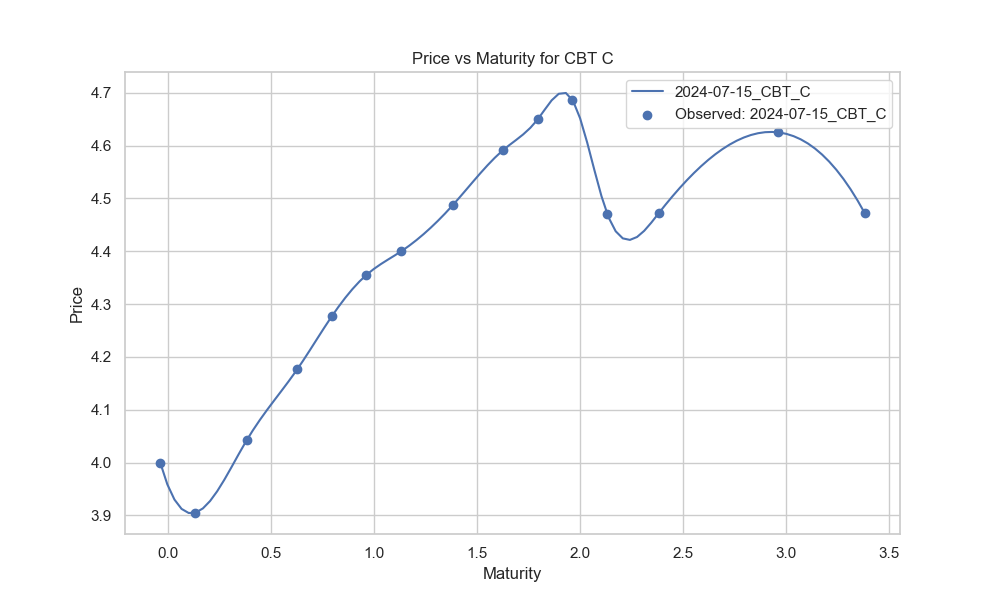 Price vs Maturity for CBT C
2024-07-15_CBT_C
Observed: 2024-07-15_CBT_C
Price
4.7
4.6
4.5
4.4
4.3
4.2
4.1
4.0
3.9
0.0 0.5 1.0 1.5 2.0 2.5 3.0 3.5
Maturity